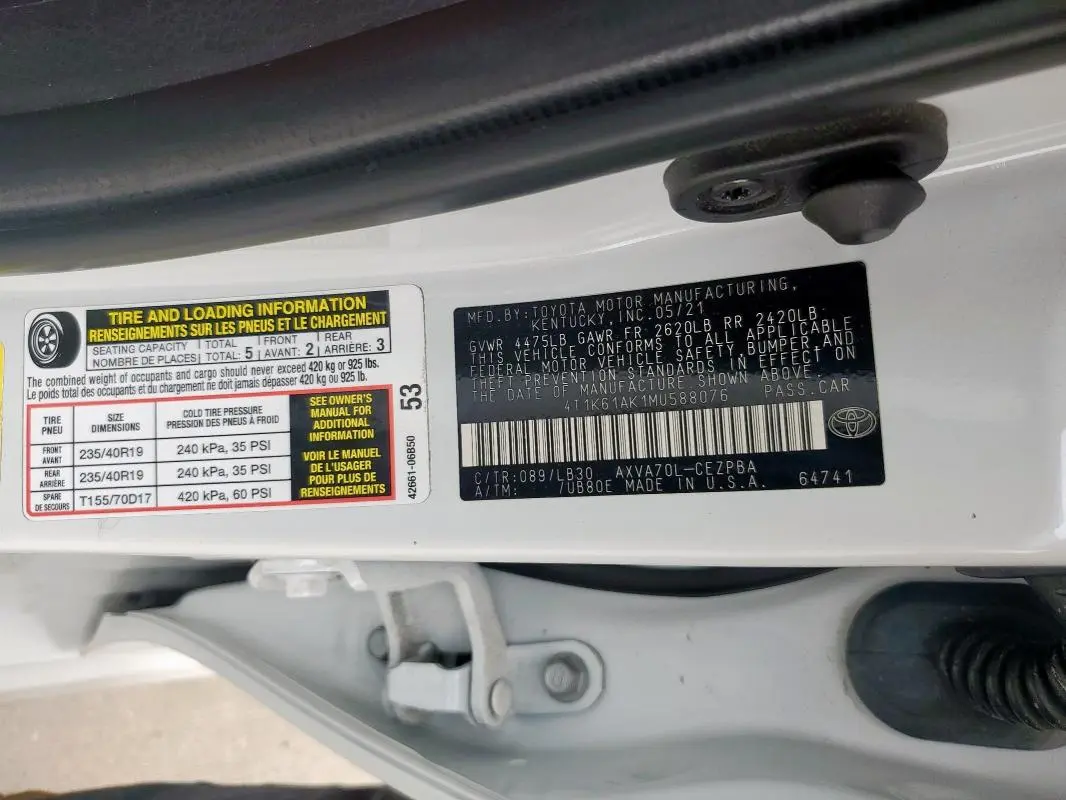 TIRE AND LOADING INFORMATION
RENSEIGNEMENTS SUR LES PNEUS ET LE CHARGEMENT
SEATING CAPACITY TOTAL FRONT REAR
NOMBRE DE PLACES TOTAL: 5 AVANT: 2 ARRIÈRE: 3
The combined weight of occupants and cargo should never exceed 420 kg or 925 lbs.
Le poids total des occupants et du chargement ne doit jamais dépasser 420 kg ou 925 lb.
TIRE PNEU SIZE DIMENSIONS COLD TIRE PRESSURE PRESSION DES PNEUS À FROID
FRONT AVANT 235/40R19 240 kPa, 35 PSI
REAR ARRIÈRE 235/40R19 240 kPa, 35 PSI
SPARE DE SECOURS T155/70D17 420 kPa, 60 PSI
SEE OWNER'S
MANUAL FOR
ADDITIONAL
INFORMATION
VOIR LE MANUEL
DE L'USAGER
POUR PLUS DE
RENSEIGNEMENTS
53
42661-06B50
MFD.BY:TOYOTA MOTOR MANUFACTURING,
KENTUCKY,INC.05/21
GVWR 4475LB GAWR FR 2620LB RR 2420LB
THIS VEHICLE CONFORMS TO ALL APPLICABLE
FEDERAL MOTOR VEHICLE SAFETY, BUMPER AND
THEFT PREVENTION STANDARDS IN EFFECT ON
THE DATE OF MANUFACTURE SHOWN ABOVE.
4T1K61AK1MU588076 PASS.CAR
C/TR:089/LB30 AXVA70L-CEZPBA
A/TM: /UB80E MADE IN U.S.A. 64741